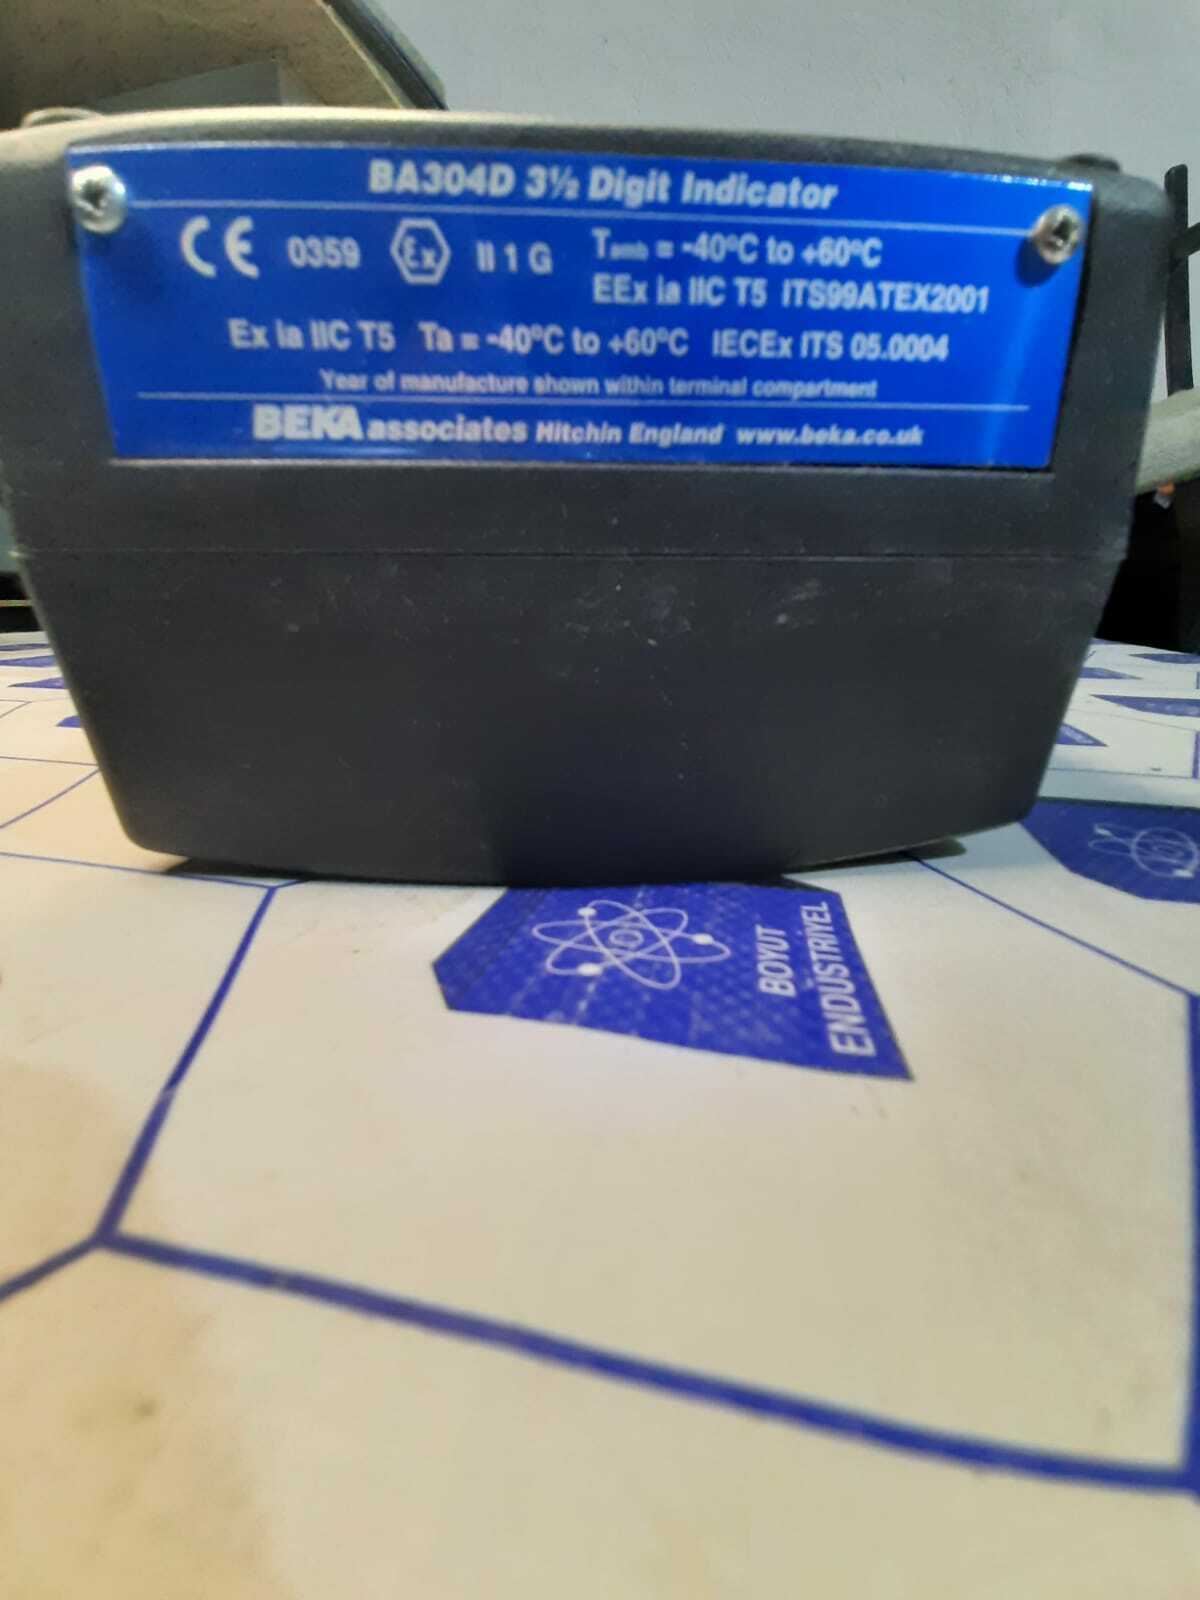 BA304D 3½ Digit Indicator
CE 0359 Ex II 1 G Tamb = -40°C to +60°C
EEx ia IIC T5 ITS99ATEX2001
Ex ia IIC T5 Ta = -40°C to +60°C IECEx ITS 05.0004
Year of manufacture shown within terminal compartment
BEKA associates Hitchin England www.beka.co.uk
BOYUT
ENDÜSTRİYEL